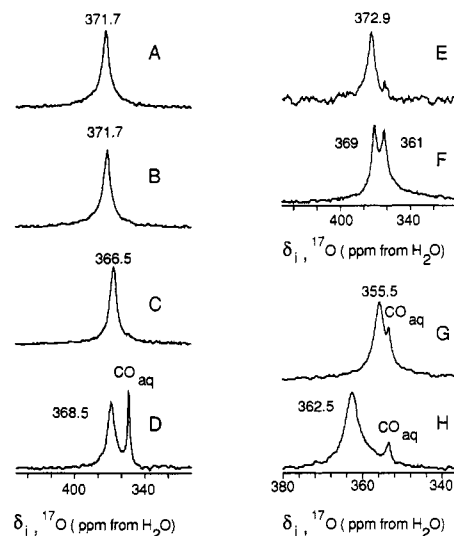 371.7
A
371.7
B
366.5
C
CO aq
368.5
D
400 340
δi, 17O (ppm from H2O)
372.9
E
369 361
F
400 340
δi, 17O (ppm from H2O)
355.5
CO aq
G
362.5
CO aq
H
380 356 34
δi, 17O (ppm from H2O)